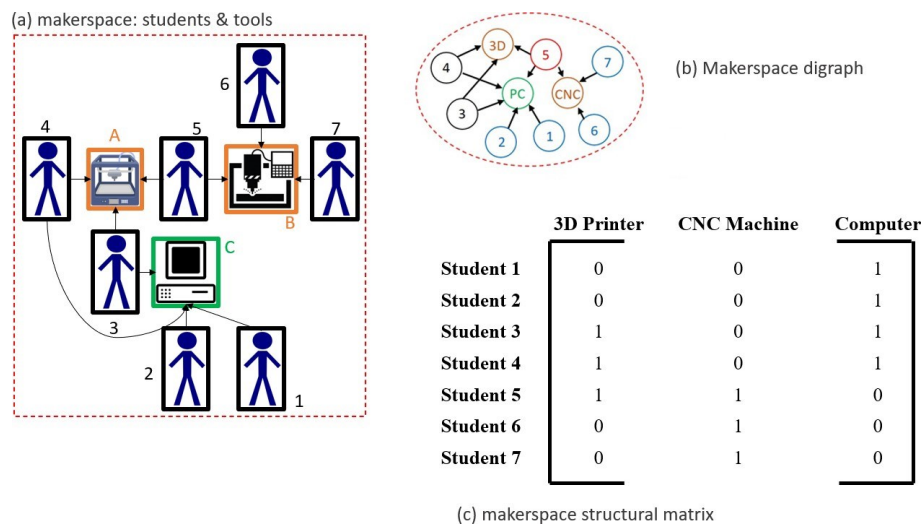 (a) makerspace: students & tools
6
4
A
5
7
B
C
3
2
1
3D
5
4
7
PC
CNC
3
2
1
6
(b) Makerspace digraph
3D Printer CNC Machine Computer
Student 1 0 0 1
Student 2 0 0 1
Student 3 1 0 1
Student 4 1 0 1
Student 5 1 1 0
Student 6 0 1 0
Student 7 0 1 0
(c) makerspace structural matrix